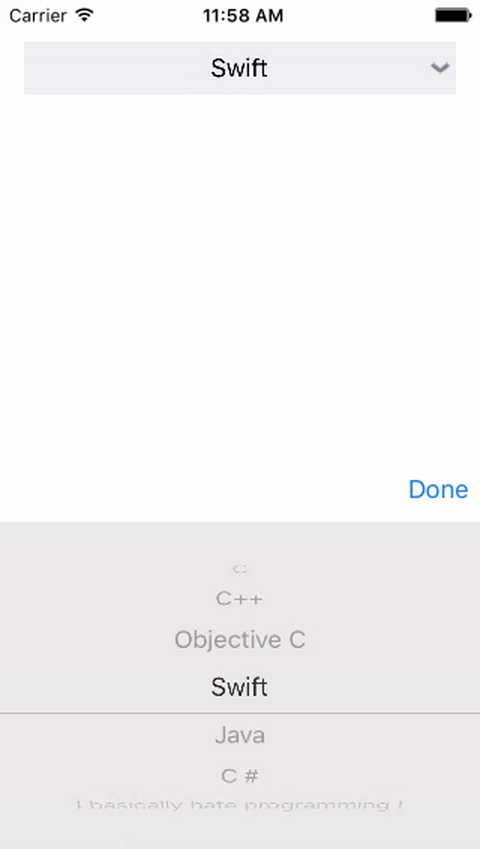 Carrier 11:58 AM
Swift
Done
C
C++
Objective C
Swift
Java
C #
I basically hate programming !